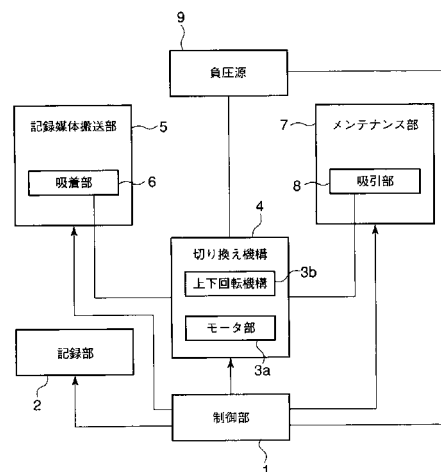 9
負圧源
記録媒体搬送部
5
吸着部
6
7
メンテナンス部
8
吸引部
4
切り換え機構
上下回転機構
3b
モータ部
3a
記録部
2
制御部
1